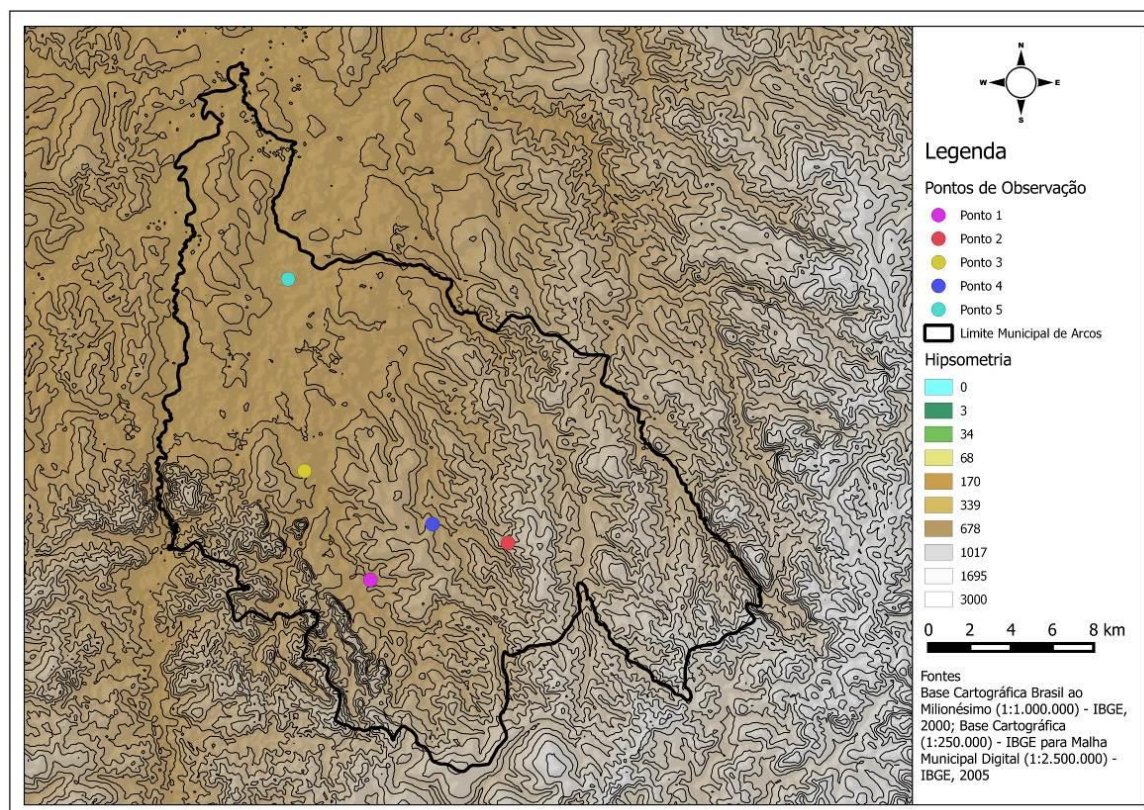 N
W E
S
Legenda
Pontos de Observação
Ponto 1
Ponto 2
Ponto 3
Ponto 4
Ponto 5
Limite Municipal de Arcos
Hipsometria
0
3
34
68
170
339
678
1017
1695
3000
0 2 4 6 8 km
Fontes
Base Cartográfica Brasil ao
Milionésimo (1:1.000.000) - IBGE,
2000; Base Cartográfica
(1:250.000) - IBGE para Malha
Municipal Digital (1:2.500.000) -
IBGE, 2005